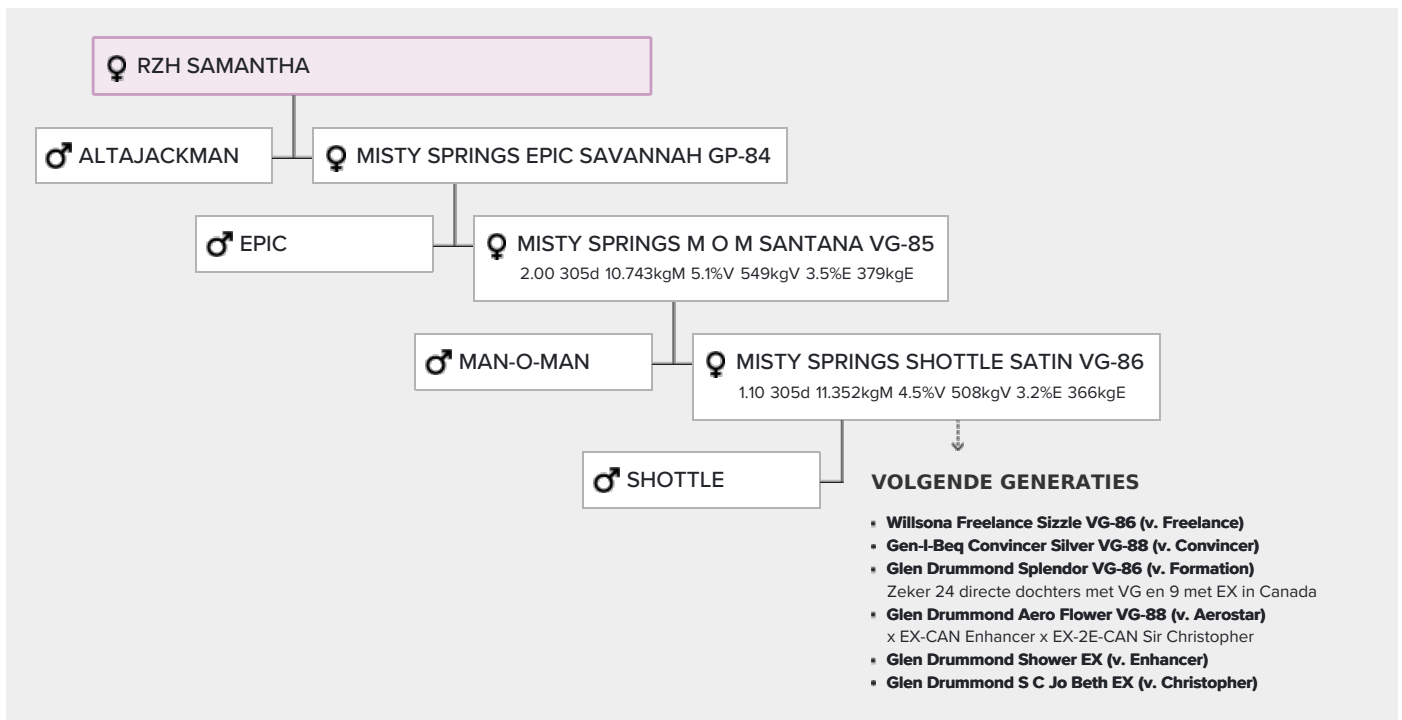 RZH SAMANTHA
ALTAJACKMAN
MISTY SPRINGS EPIC SAVANNAH GP-84
EPIC
MISTY SPRINGS M O M SANTANA VG-85
2.00 305d 10.743kgM 5.1%V 549kgV 3.5%E 379kgE
MAN-O-MAN
MISTY SPRINGS SHOTTLE SATIN VG-86
1.10 305d 11.352kgM 4.5%V 508kgV 3.2%E 366kgE
SHOTTLE
VOLGENDE GENERATIES
Willsona Freelance Sizzle VG-86 (v. Freelance)
Gen-I-Beq Convincer Silver VG-88 (v. Convincer)
Glen Drummond Splendor VG-86 (v. Formation)
Zeker 24 directe dochters met VG en 9 met EX in Canada
Glen Drummond Aero Flower VG-88 (v. Aerostar)
x EX-CAN Enhancer x EX-2E-CAN Sir Christopher
Glen Drummond Shower EX (v. Enhancer)
Glen Drummond S C Jo Beth EX (v. Christopher)